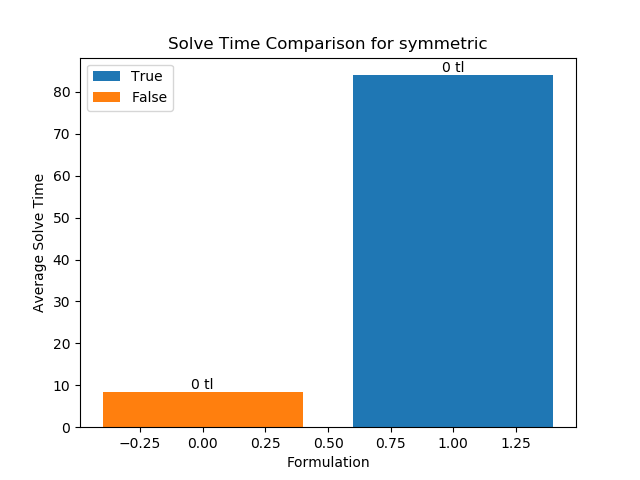 Solve Time Comparison for symmetric
True
False
0 tl
0 tl
Average Solve Time
80
70
60
50
40
30
20
10
0
−0.25 0.00 0.25 0.50 0.75 1.00 1.25
Formulation